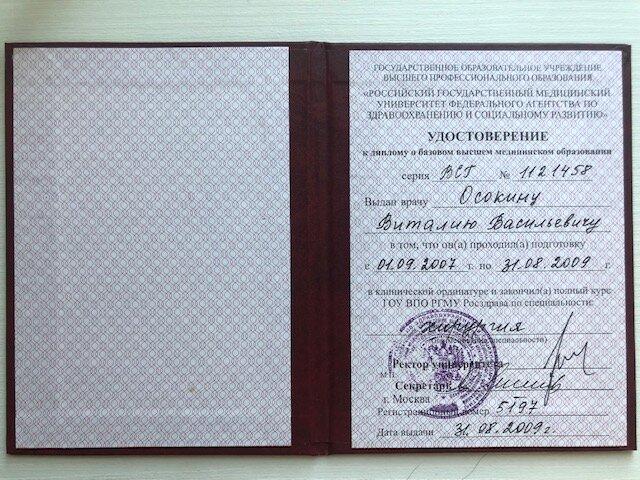 ГОСУДАРСТВЕННОЕ ОБРАЗОВАТЕЛЬНОЕ УЧРЕЖДЕНИЕ
ВЫСШЕГО ПРОФЕССИОНАЛЬНОГО ОБРАЗОВАНИЯ
«РОССИЙСКИЙ ГОСУДАРСТВЕННЫЙ МЕДИЦИНСКИЙ
УНИВЕРСИТЕТ ФЕДЕРАЛЬНОГО АГЕНТСТВА ПО
ЗДРАВООХРАНЕНИЮ И СОЦИАЛЬНОМУ РАЗВИТИЮ»
УДОСТОВЕРЕНИЕ
к диплому о базовом высшем медицинском образовании
серия ВСГ № 1121458
Выдан врачу Осокину
Виталию Васильевичу
в том, что он(а) проходил(а) подготовку
с 01.09.2007 г. по 31.08.2009 г.
в клинической ординатуре и закончил(а) полный курс
ГОУ ВПО РГМУ Росздрава по специальности:
хирургия
Ректор университета
М.П.
Секретарь
г. Москва
Регистрационный номер 5197
Дата выдачи 31.08.2009г.